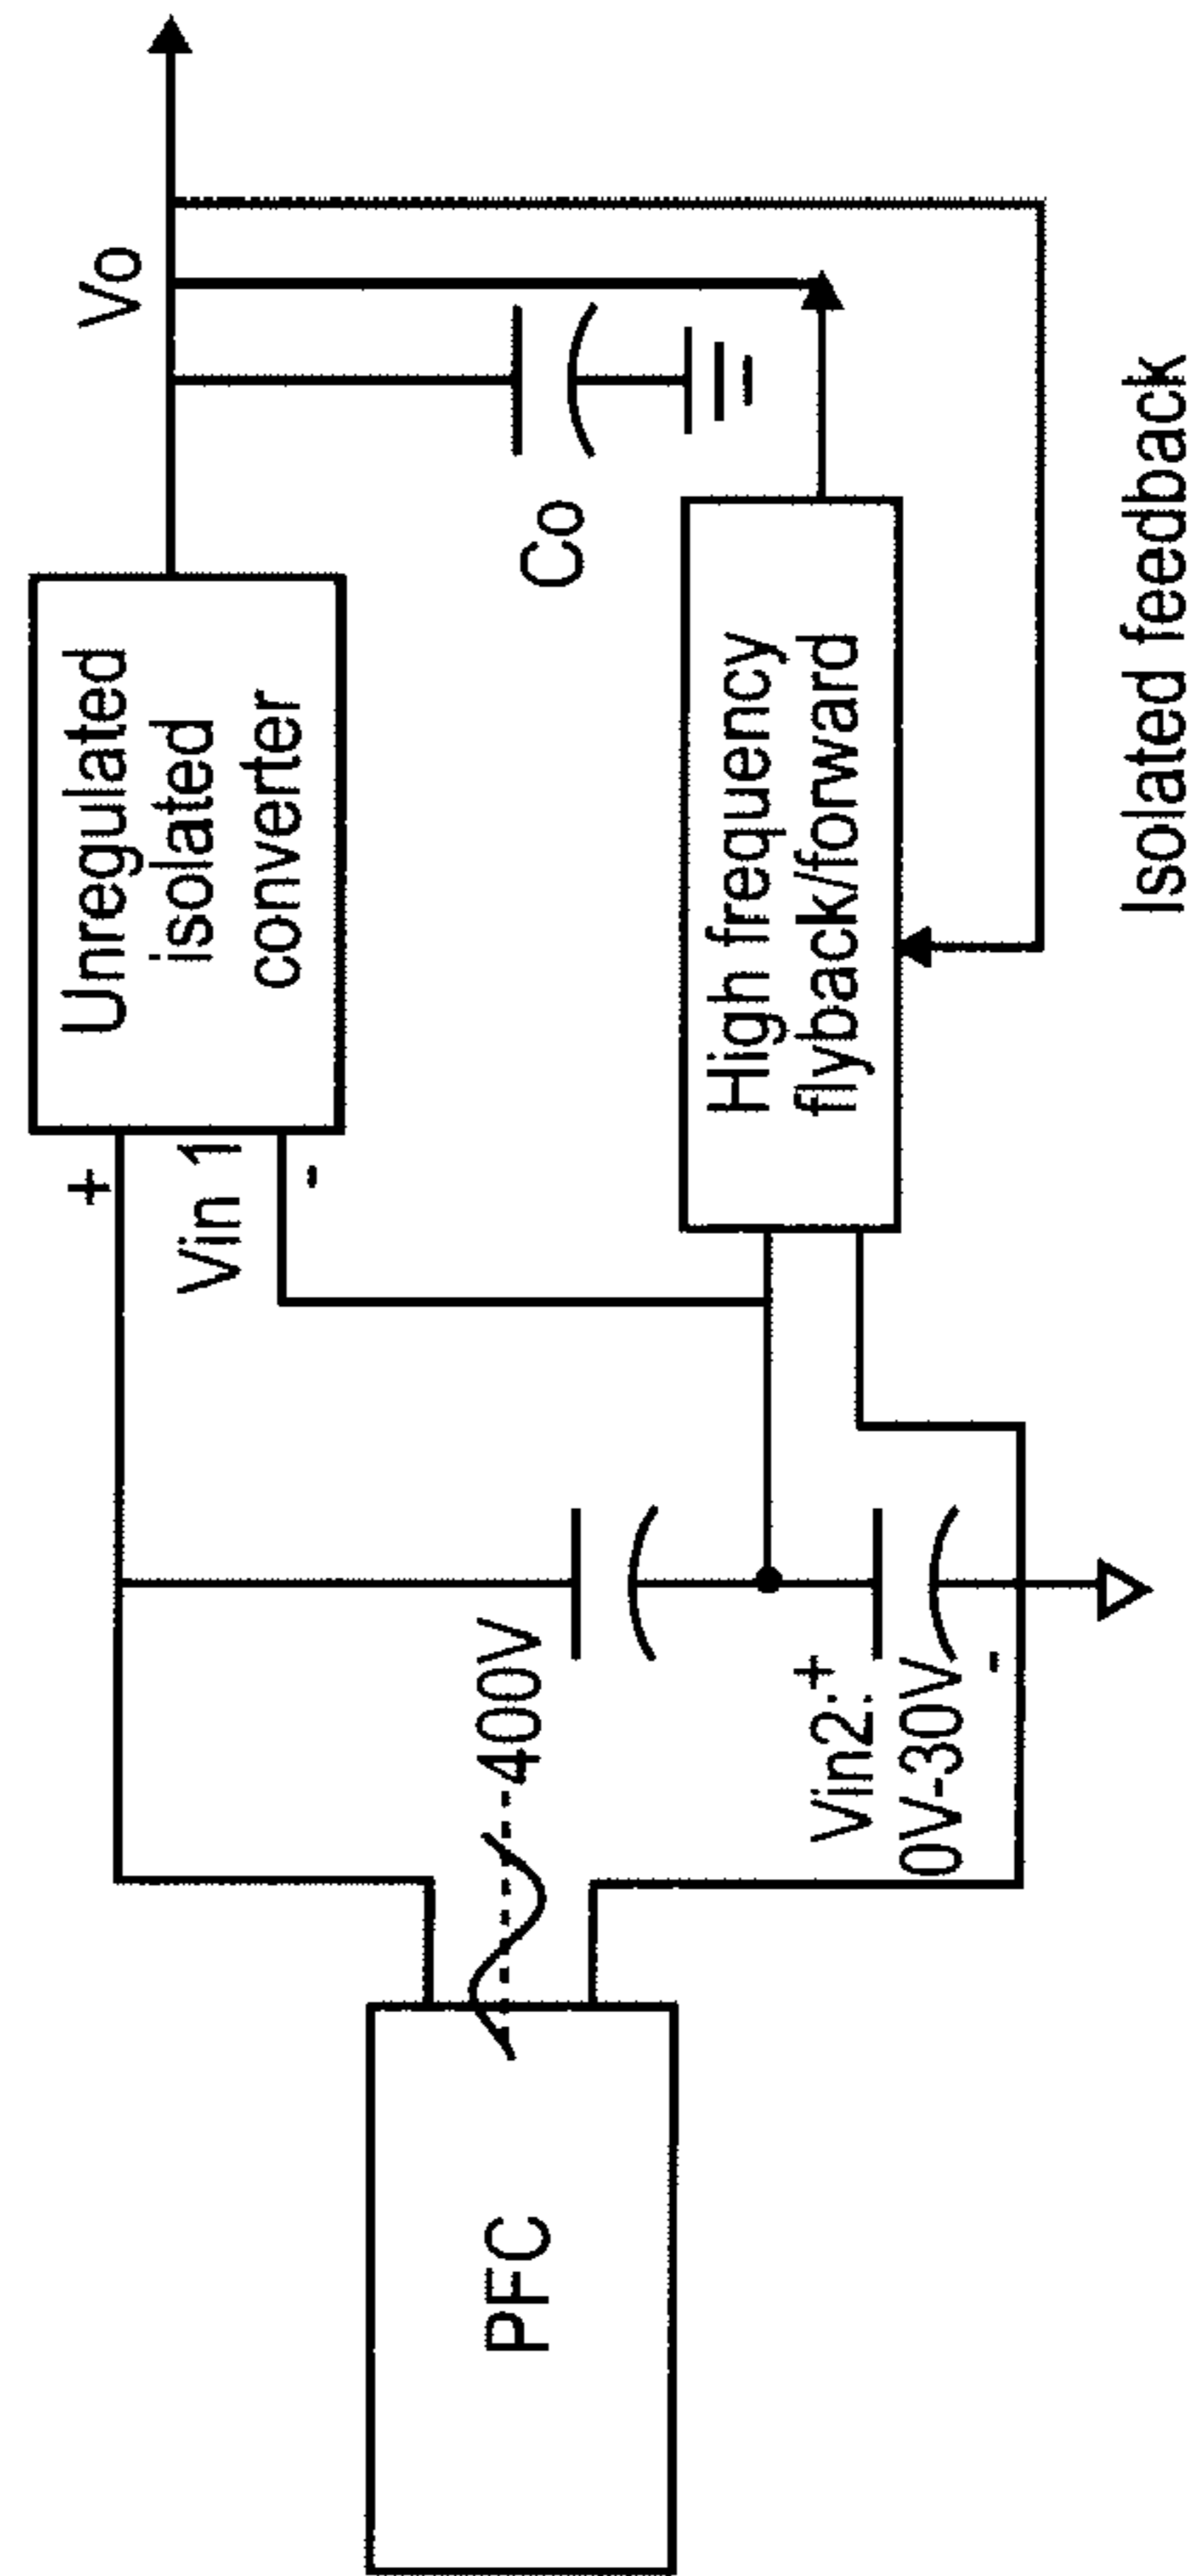 PFC
400V
Vin2:+
0V-30V
-
+
Vin 1
-
Unregulated
isolated
converter
High frequency
flyback/forward
Vo
Co
Isolated feedback